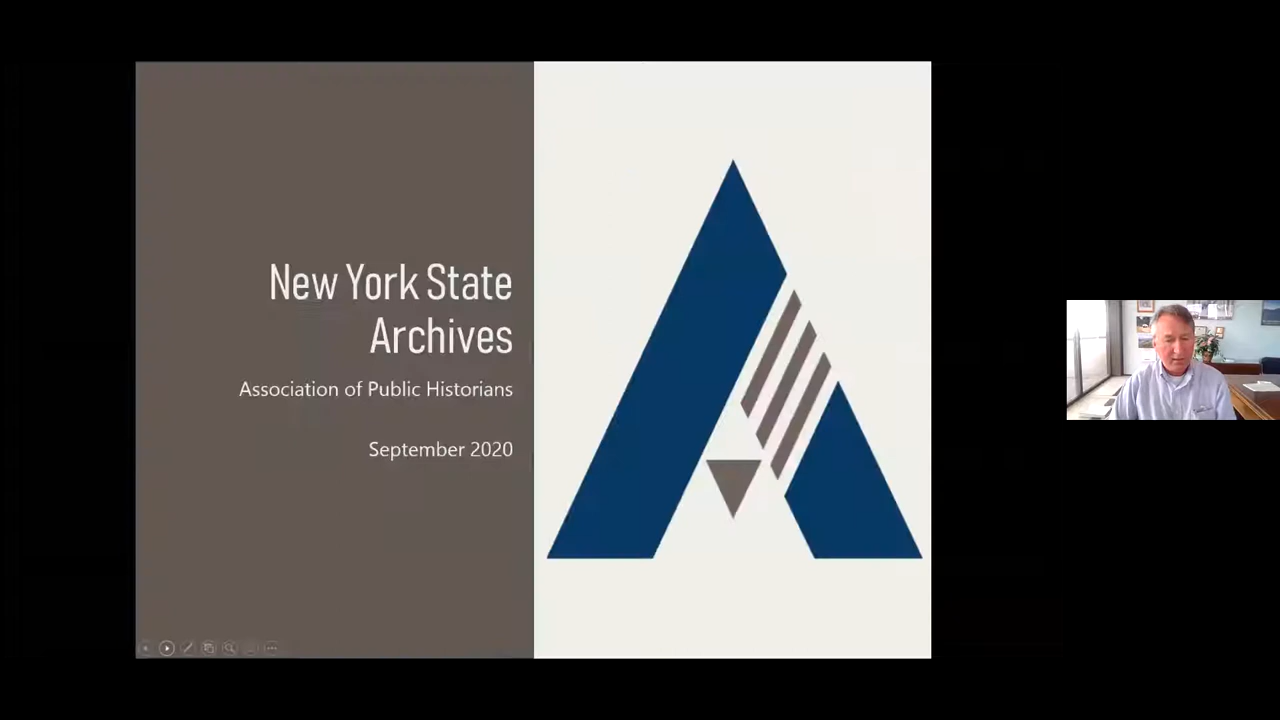 New York State
Archives
Association of Public Historians
September 2020